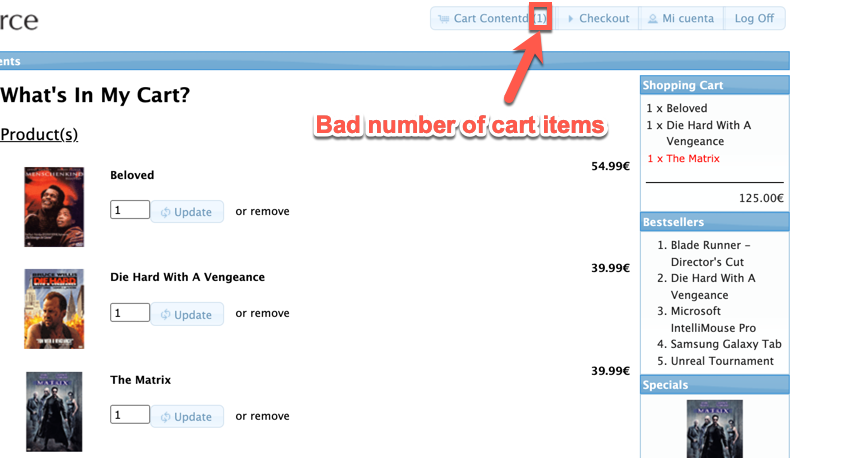 rce
Cart Contentd (1)
Checkout
Mi cuenta
Log Off
ents
What's In My Cart?
Bad number of cart items
Product(s)
Beloved
54.99€
1
Update
or remove
Die Hard With A Vengeance
39.99€
1
Update
or remove
The Matrix
39.99€
1
Update
or remove
Shopping Cart
1 x Beloved
1 x Die Hard With A
Vengeance
1 x The Matrix
125.00€
Bestsellers
1. Blade Runner -
Director's Cut
2. Die Hard With A
Vengeance
3. Microsoft
IntelliMouse Pro
4. Samsung Galaxy Tab
5. Unreal Tournament
Specials